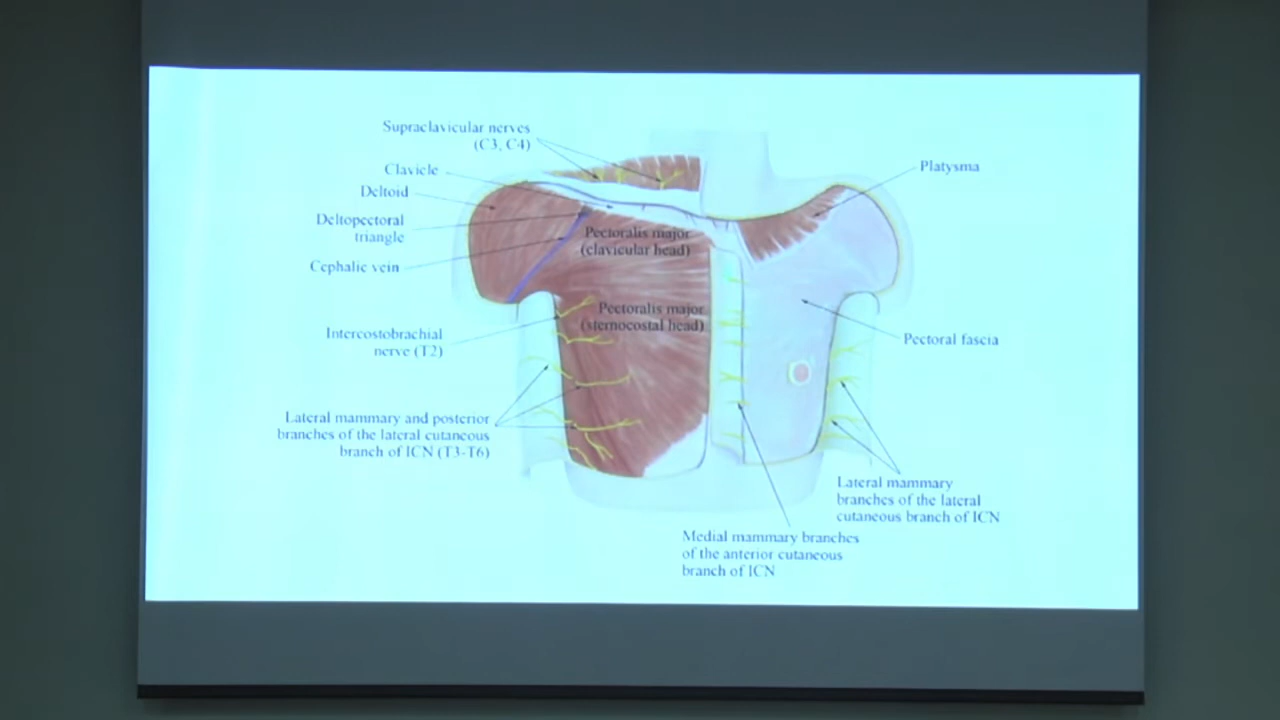 Supraclavicular nerves
(C3, C4)
Clavicle
Deltoid
Deltopectoral
triangle
Cephalic vein
Intercostobrachial
nerve (T2)
Lateral mammary and posterior
branches of the lateral cutaneous
branch of ICN (T3-T6)
Pectoralis major
(clavicular head)
Pectoralis major
(sternocostal head)
Platysma
Pectoral fascia
Lateral mammary
branches of the lateral
cutaneous branch of ICN
Medial mammary branches
of the anterior cutaneous
branch of ICN